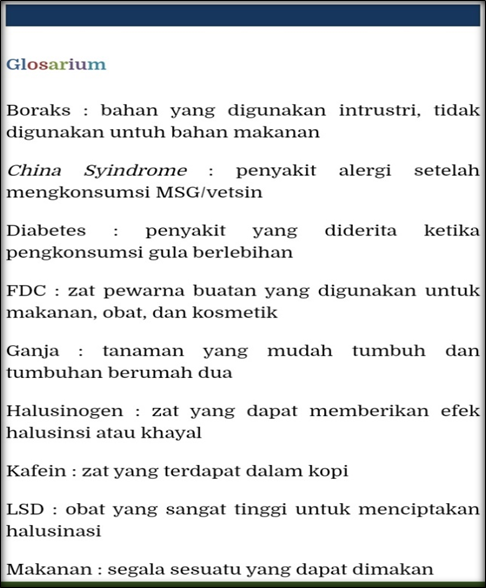 Glosarium
Boraks : bahan yang digunakan intrustri, tidak
digunakan untuh bahan makanan
China Syindrome : penyakit alergi setelah
mengkonsumsi MSG/vetsin
Diabetes : penyakit yang diderita ketika
pengkonsumsi gula berlebihan
FDC : zat pewarna buatan yang digunakan untuk
makanan, obat, dan kosmetik
Ganja : tanaman yang mudah tumbuh dan
tumbuhan berumah dua
Halusinogen : zat yang dapat memberikan efek
halusinsi atau khayal
Kafein : zat yang terdapat dalam kopi
LSD : obat yang sangat tinggi untuk menciptakan
halusinasi
Makanan : segala sesuatu yang dapat dimakan